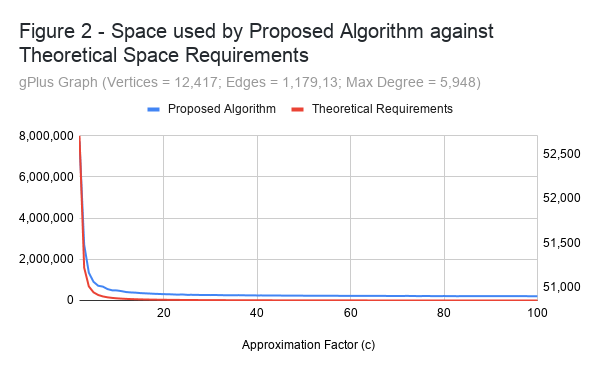 Figure 2 - Space used by Proposed Algorithm against
Theoretical Space Requirements
gPlus Graph (Vertices = 12,417; Edges = 1,179,13; Max Degree = 5,948)
Proposed Algorithm
Theoretical Requirements
8,000,000
6,000,000
4,000,000
2,000,000
0
52,500
52,000
51,500
51,000
20
40
60
80
100
Approximation Factor (c)